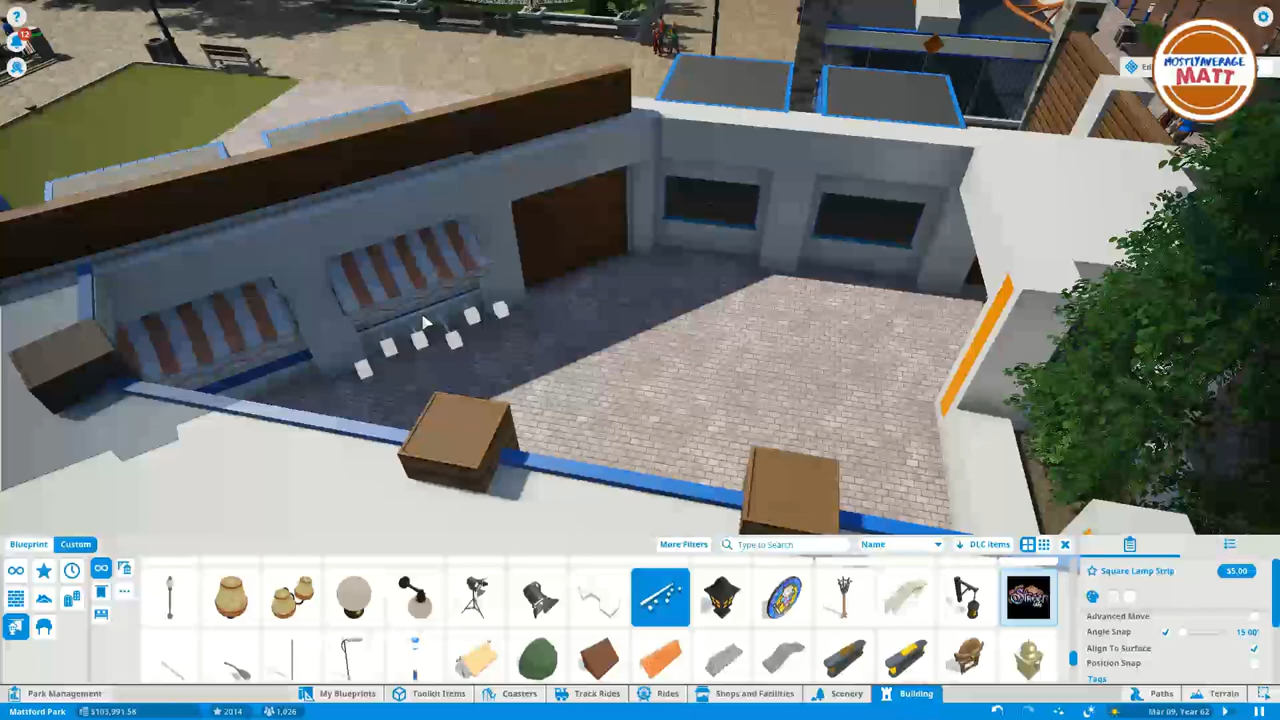 12
MOSTLYAVERAGE
MATT
Blueprint
Custom
More Filters
Type to Search
Name
DLC Items
Square Lamp Strip
$5.00
Advanced Move
Angle Snap
Align To Surface
Position Snap
Tags
Park Management
My Blueprints
Toolkit Items
Coasters
Track Rides
Rides
Shops and Facilities
Scenery
Building
Paths
Terrain
Mattford Park
$103,991.58
2014
1,026
Mar 09, Year 62